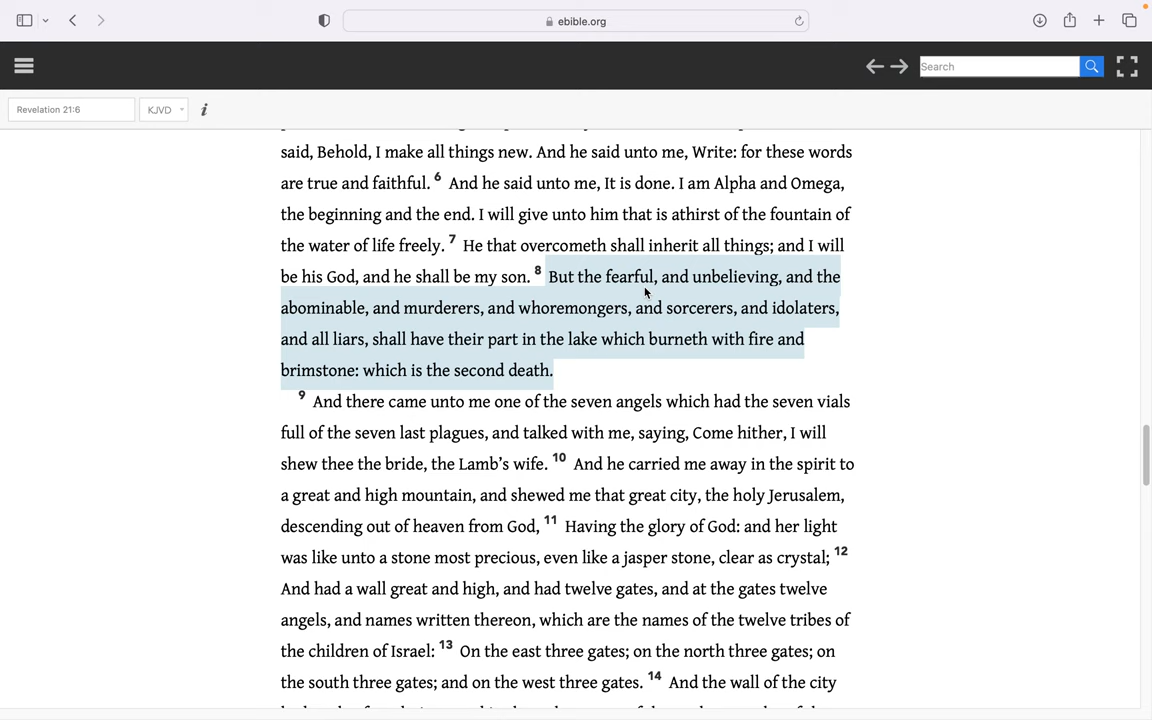 ebible.org
Search
Revelation 21:6
KJVD
i
said, Behold, I make all things new. And he said unto me, Write: for these words
are true and faithful. 6 And he said unto me, It is done. I am Alpha and Omega,
the beginning and the end. I will give unto him that is athirst of the fountain of
the water of life freely. 7 He that overcometh shall inherit all things; and I will
be his God, and he shall be my son. 8 But the fearful, and unbelieving, and the
abominable, and murderers, and whoremongers, and sorcerers, and idolaters,
and all liars, shall have their part in the lake which burneth with fire and
brimstone: which is the second death.
9 And there came unto me one of the seven angels which had the seven vials
full of the seven last plagues, and talked with me, saying, Come hither, I will
shew thee the bride, the Lamb’s wife. 10 And he carried me away in the spirit to
a great and high mountain, and shewed me that great city, the holy Jerusalem,
descending out of heaven from God, 11 Having the glory of God: and her light
was like unto a stone most precious, even like a jasper stone, clear as crystal; 12
And had a wall great and high, and had twelve gates, and at the gates twelve
angels, and names written thereon, which are the names of the twelve tribes of
the children of Israel: 13 On the east three gates; on the north three gates; on
the south three gates; and on the west three gates. 14 And the wall of the city